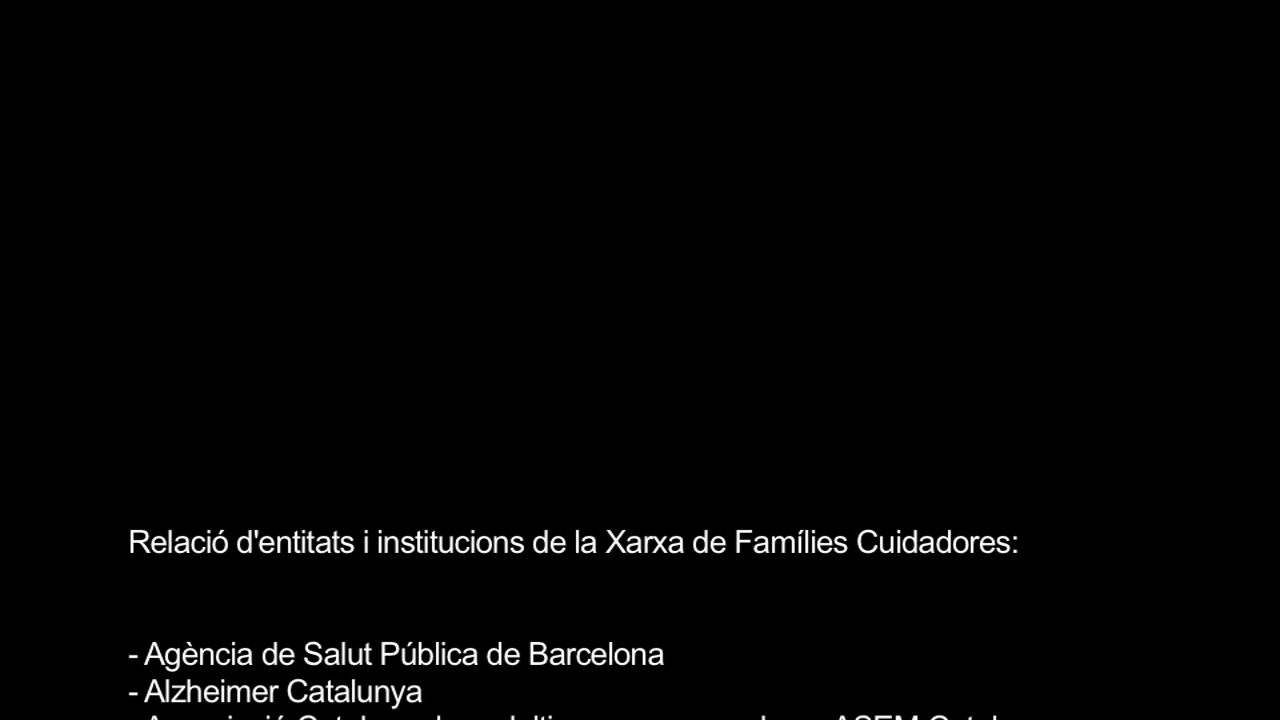 Relació d'entitats i institucions de la Xarxa de Famílies Cuidadores:
- Agència de Salut Pública de Barcelona
- Alzheimer Catalunya